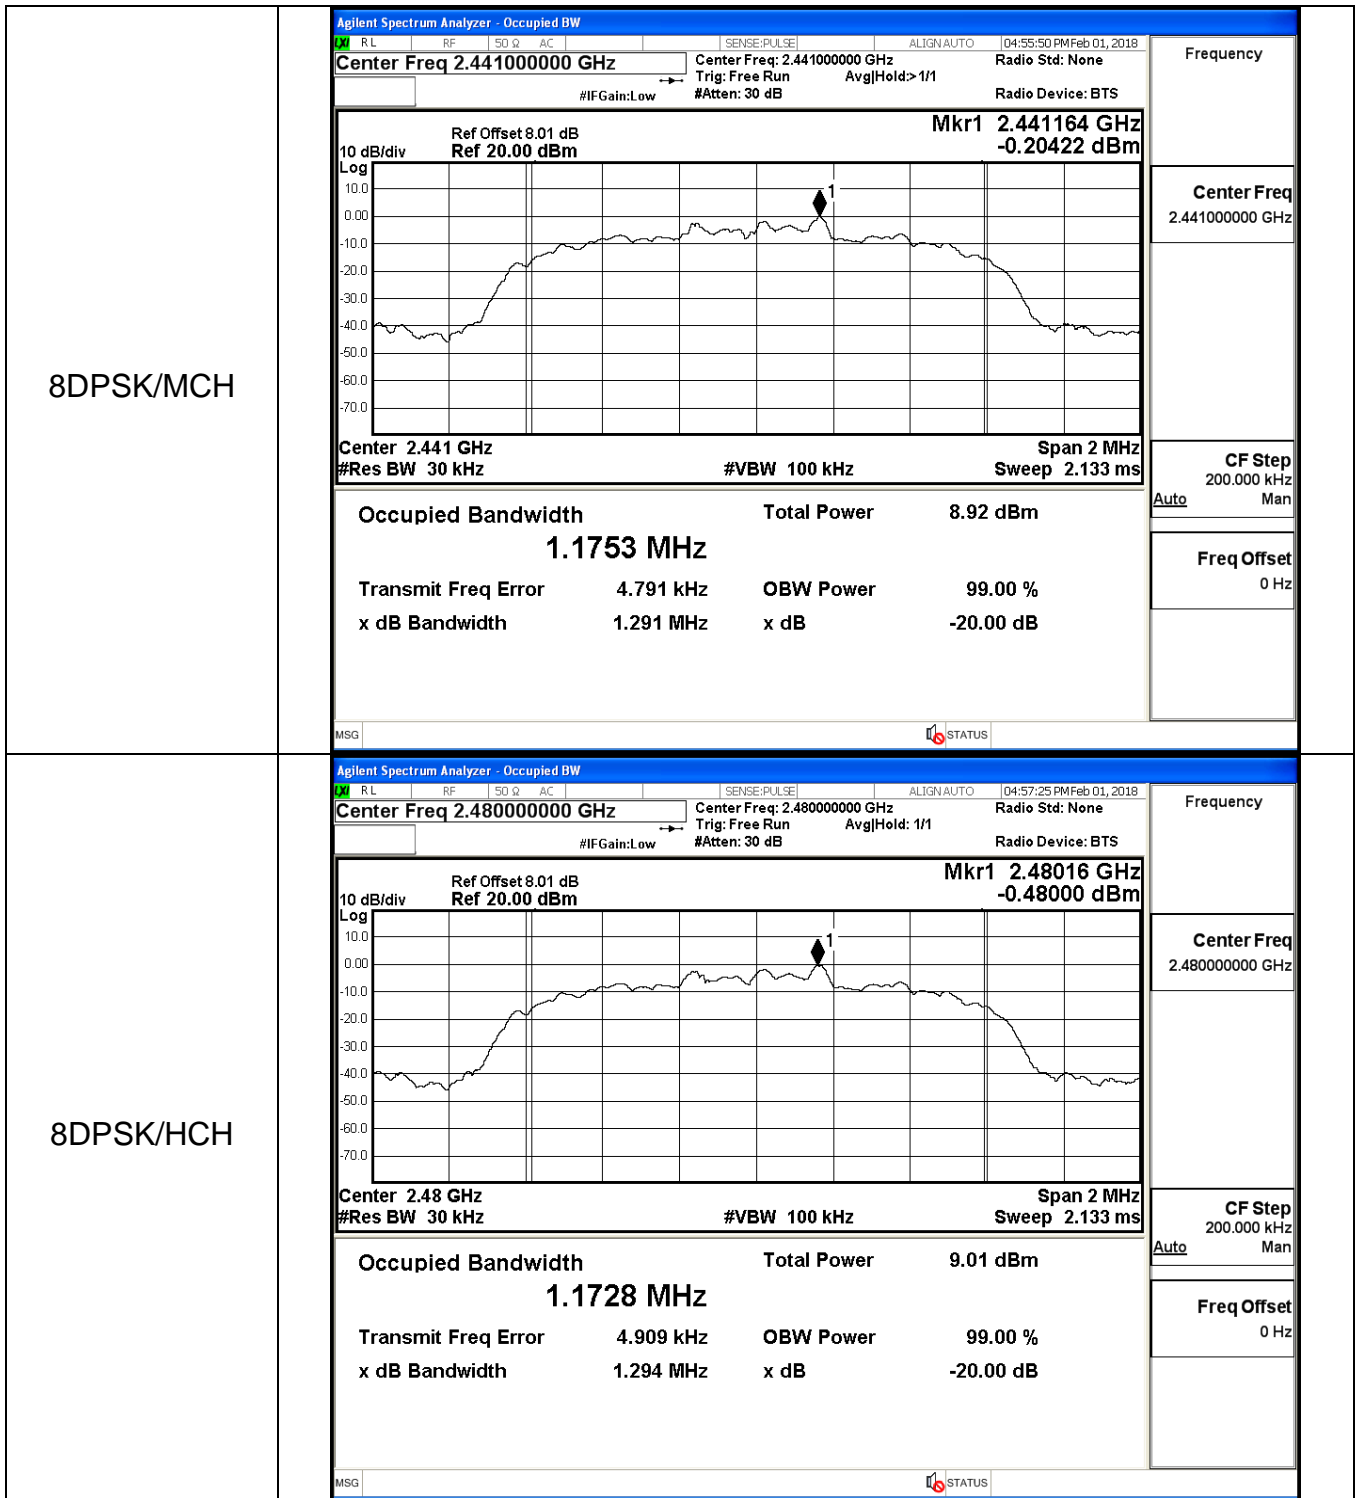 8DPSK/MCH
Agilent Spectrum Analyzer - Occupied BW
LXI RL RF 50 Ω AC SENSE:PULSE ALIGN AUTO 04:55:50 PM Feb 01, 2018
Center Freq 2.441000000 GHz
Center Freq: 2.441000000 GHz Radio Std: None
Trig: Free Run Avg|Hold:>1/1
#IFGain:Low #Atten: 30 dB Radio Device: BTS
Mkr1 2.441164 GHz
-0.20422 dBm
Ref Offset 8.01 dB
10 dB/div Ref 20.00 dBm
Log
10.0
0.00
-10.0
-20.0
-30.0
-40.0
-50.0
-60.0
-70.0
1
Center 2.441 GHz Span 2 MHz
#Res BW 30 kHz #VBW 100 kHz Sweep 2.133 ms
Occupied Bandwidth Total Power 8.92 dBm
1.1753 MHz
Transmit Freq Error 4.791 kHz OBW Power 99.00 %
x dB Bandwidth 1.291 MHz x dB -20.00 dB
MSG STATUS
Frequency
Center Freq
2.441000000 GHz
CF Step
200.000 kHz
Auto Man
Freq Offset
0 Hz
8DPSK/HCH
Agilent Spectrum Analyzer - Occupied BW
LXI RL RF 50 Ω AC SENSE:PULSE ALIGN AUTO 04:57:25 PM Feb 01, 2018
Center Freq 2.480000000 GHz
Center Freq: 2.480000000 GHz Radio Std: None
Trig: Free Run Avg|Hold: 1/1
#IFGain:Low #Atten: 30 dB Radio Device: BTS
Mkr1 2.48016 GHz
-0.48000 dBm
Ref Offset 8.01 dB
10 dB/div Ref 20.00 dBm
Log
10.0
0.00
-10.0
-20.0
-30.0
-40.0
-50.0
-60.0
-70.0
1
Center 2.48 GHz Span 2 MHz
#Res BW 30 kHz #VBW 100 kHz Sweep 2.133 ms
Occupied Bandwidth Total Power 9.01 dBm
1.1728 MHz
Transmit Freq Error 4.909 kHz OBW Power 99.00 %
x dB Bandwidth 1.294 MHz x dB -20.00 dB
MSG STATUS
Frequency
Center Freq
2.480000000 GHz
CF Step
200.000 kHz
Auto Man
Freq Offset
0 Hz